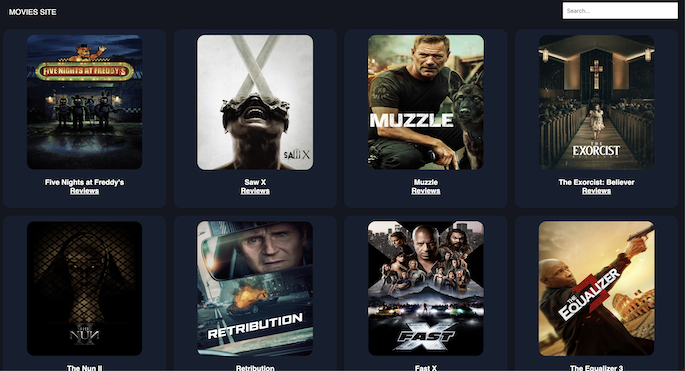 MOVIES SITE
Search...
FIVE NIGHTS AT FREDDY'S
SAW X
MUZZLE
THE
EXORCIST
Five Nights at Freddy's
Reviews
Saw X
Reviews
Muzzle
Reviews
The Exorcist: Believer
Reviews
THE
NUN
RETRIBUTION
FAST X
THE
EQUALIZER
The Nun II
Retribution
Fast X
The Equalizer 3